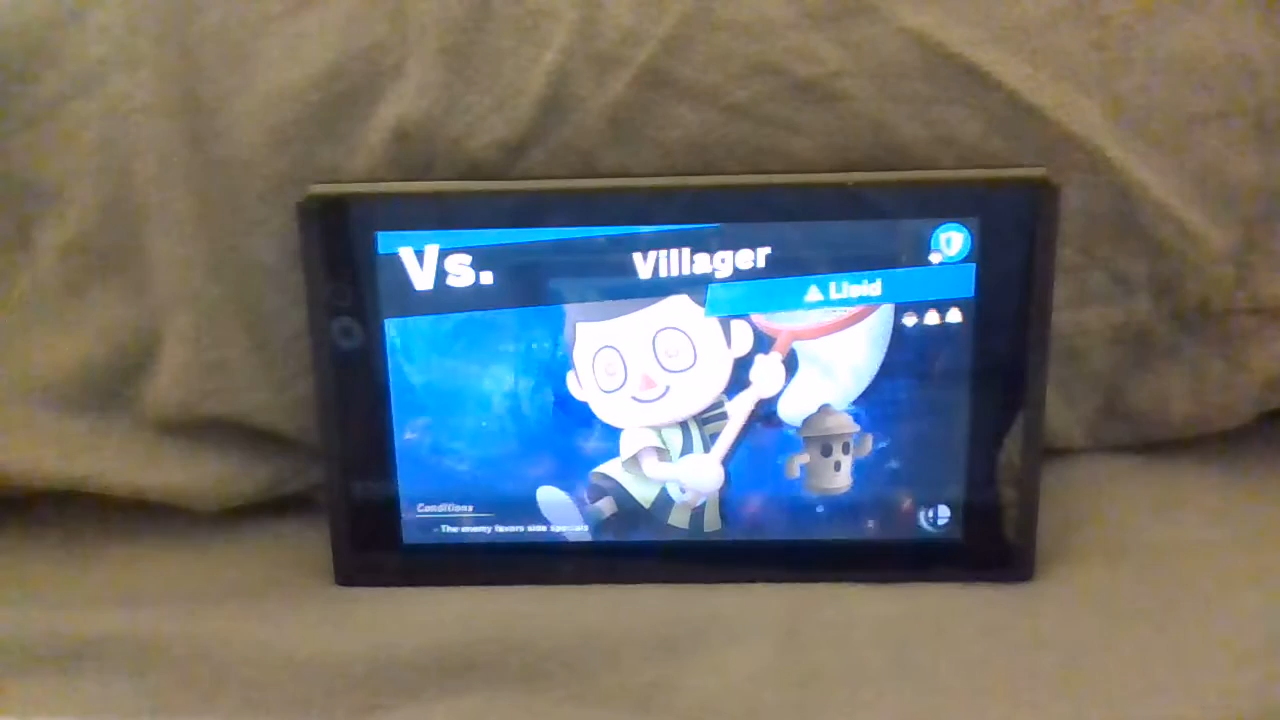 Vs.
Villager
Lloid
Conditions
- The enemy favors side specials